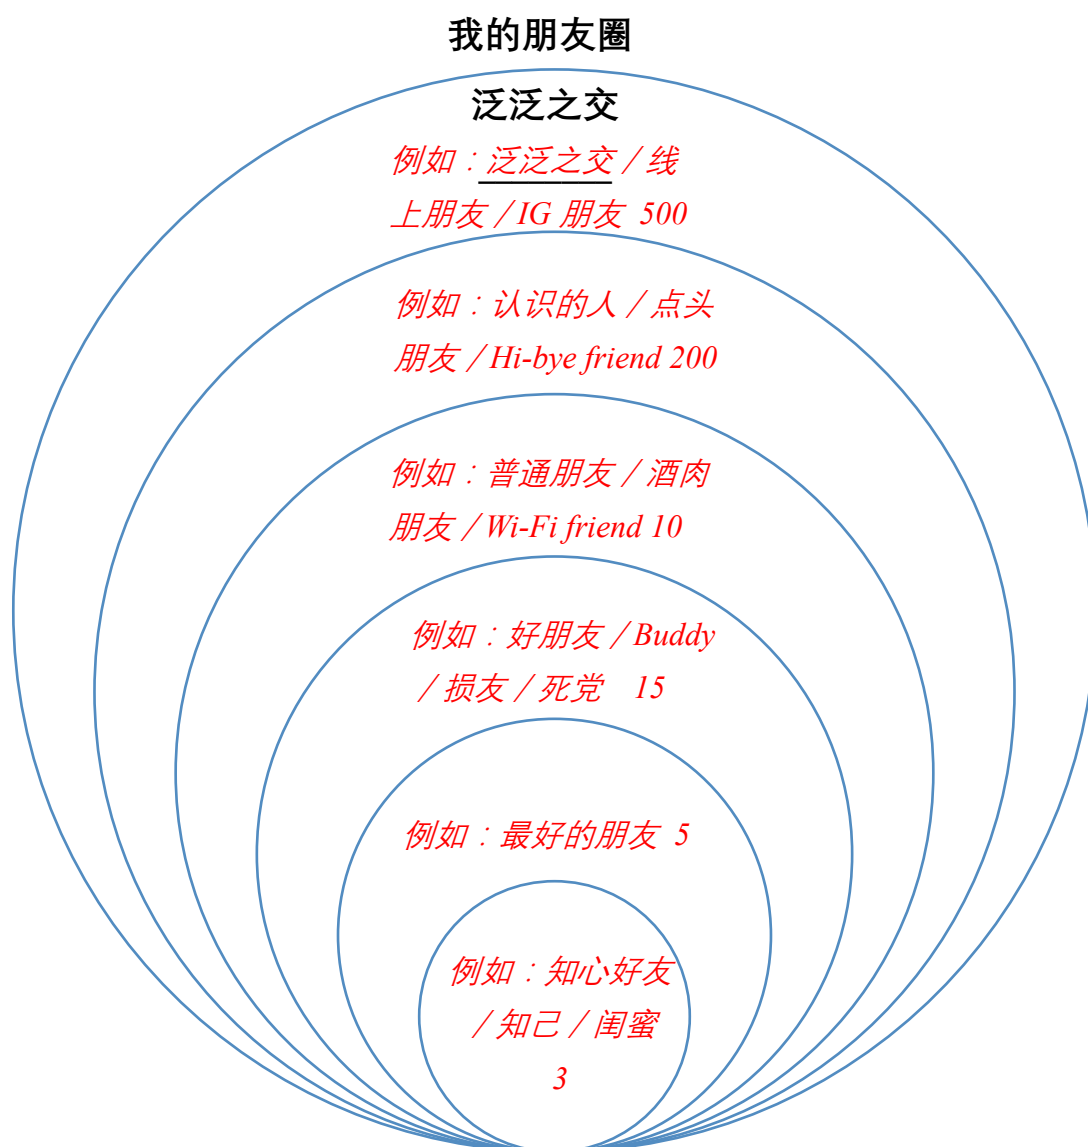 我的朋友圈
泛泛之交
例如：泛泛之交／线
上朋友／IG 朋友 500
例如：认识的人／点头
朋友／Hi-bye friend 200
例如：普通朋友／酒肉
朋友／Wi-Fi friend 10
例如：好朋友／Buddy
／损友／死党 15
例如：最好的朋友 5
例如：知心好友
／知己／闺蜜
3